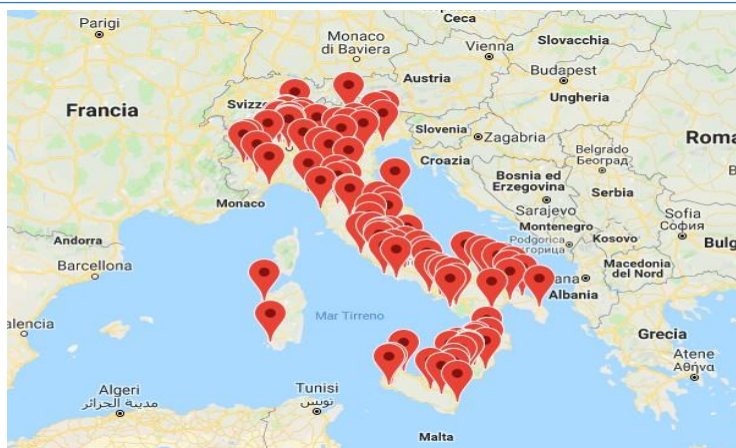 Ceca
Parigi
Monaco
di Baviera
Vienna
Slovacchia
Budapest
Austria
Ungheria
Francia
Svizz
Slovenia
Zagabria
Roma
Croazia
Belgrado
Београд
Bosnia ed
Erzegovina
Serbia
Monaco
Sarajevo
Sofia
София
Montenegro
Andorra
Podgorica
Kosovo
Bulg
Barcellona
Macedonia
del Nord
ana
Albania
alencia
Mar Tirreno
Grecia
Atene
Αθήνα
Algeri
مدينة الجزائر
Tunisi
تونس
Malta